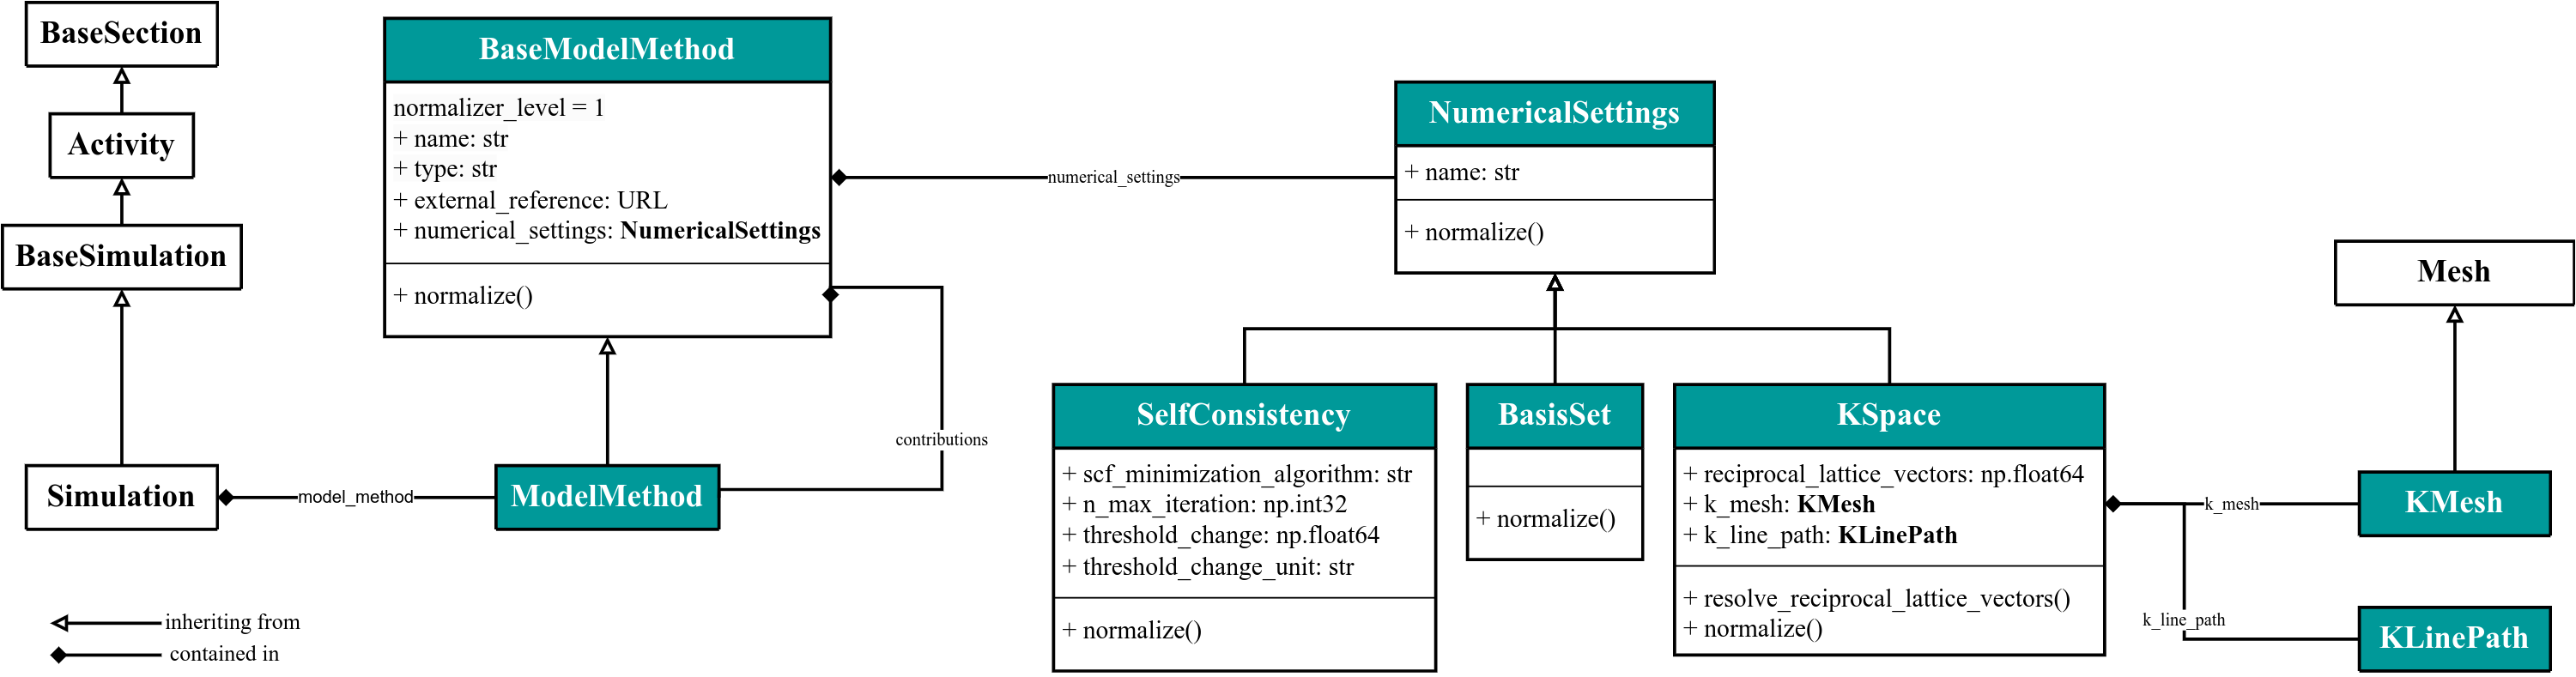 BaseSection
Activity
BaseSimulation
Simulation
model_method
inheriting from
contained in
BaseModelMethod
normalizer_level = 1
+ name: str
+ type: str
+ external_reference: URL
+ numerical_settings: NumericalSettings
+ normalize()
ModelMethod
contributions
numerical_settings
NumericalSettings
+ name: str
+ normalize()
SelfConsistency
+ scf_minimization_algorithm: str
+ n_max_iteration: np.int32
+ threshold_change: np.float64
+ threshold_change_unit: str
+ normalize()
BasisSet
+ normalize()
KSpace
+ reciprocal_lattice_vectors: np.float64
+ k_mesh: KMesh
+ k_line_path: KLinePath
+ resolve_reciprocal_lattice_vectors()
+ normalize()
k_mesh
k_line_path
Mesh
KMesh
KLinePath